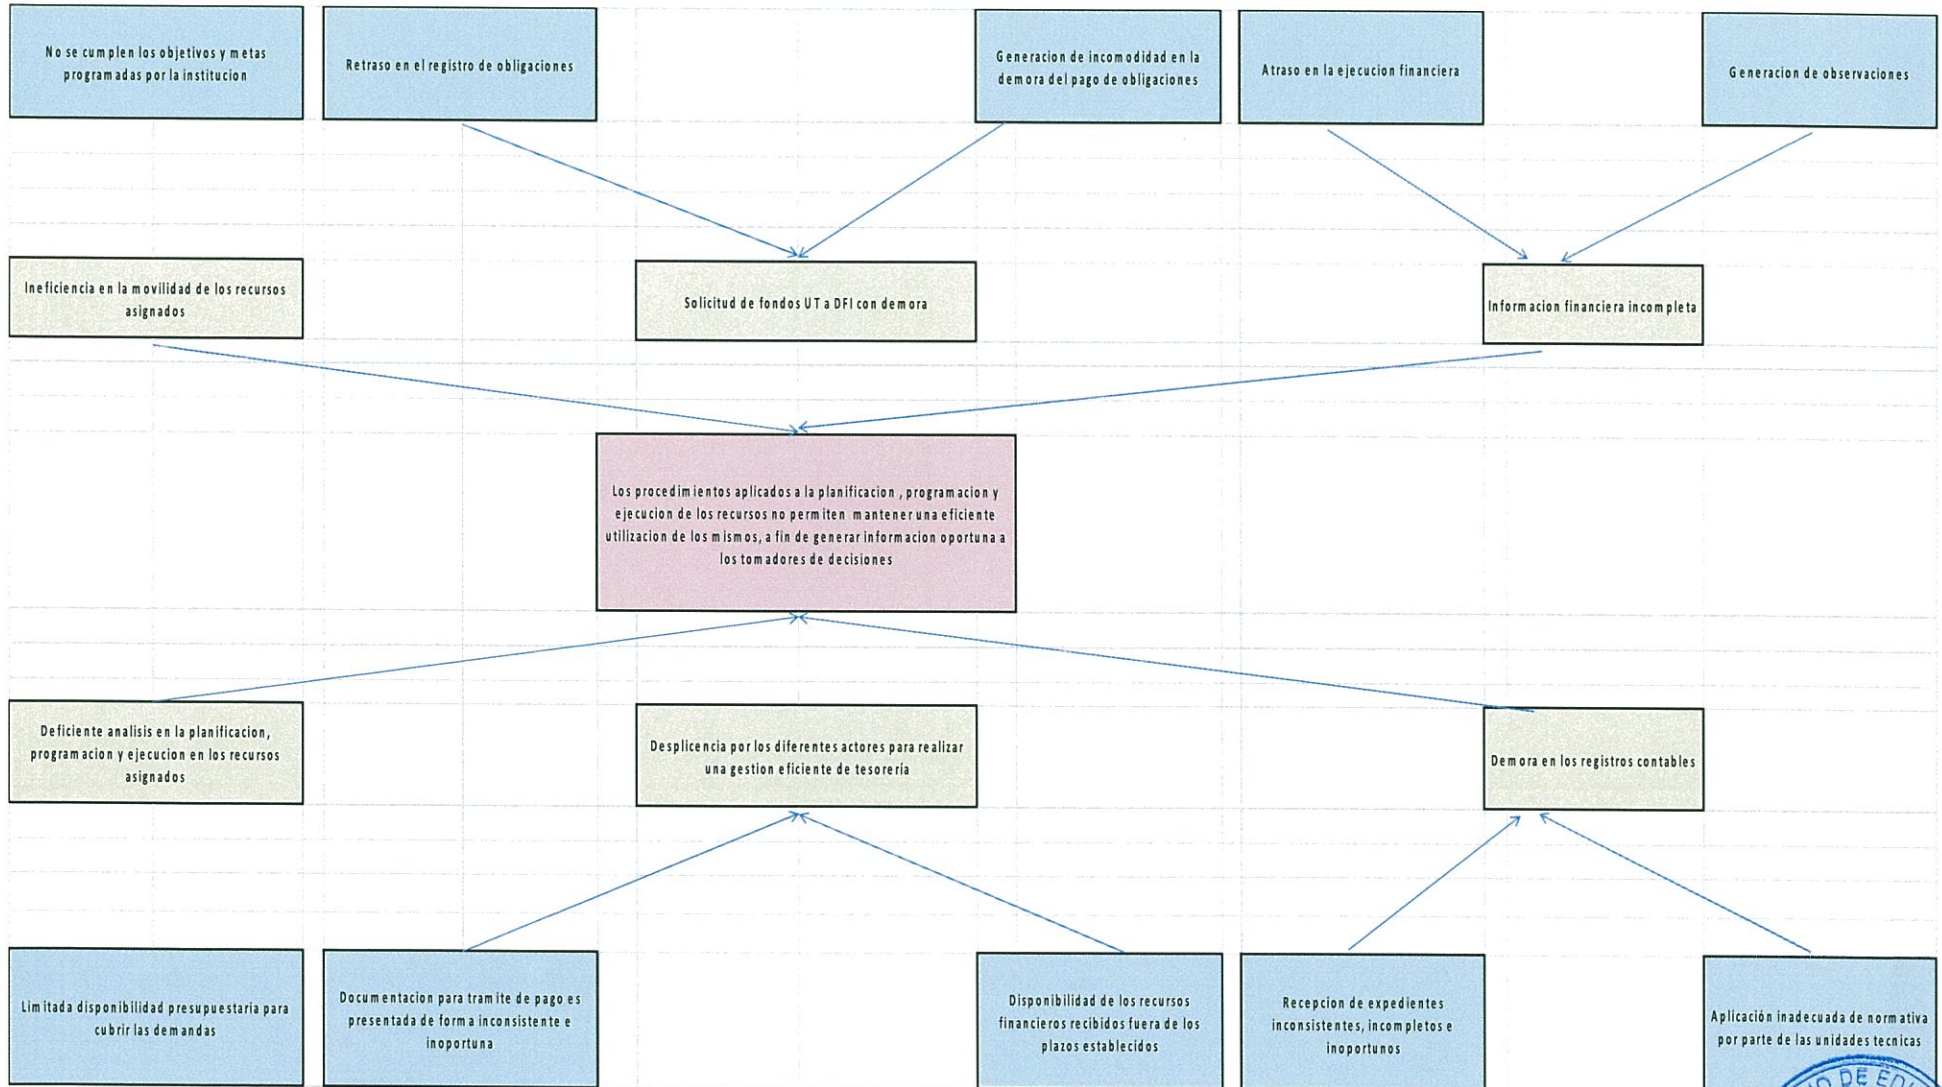 No se cumplen los objetivos y metas
programadas por la institucion
Retraso en el registro de obligaciones
Generacion de incomodidad en la
demora del pago de obligaciones
Atraso en la ejecucion financiera
Generacion de observaciones
Ineficiencia en la movilidad de los recursos
asignados
Solicitud de fondos UT a DFI con demora
Informacion financiera incompleta
Los procedimientos aplicados a la planificacion , programacion y
ejecucion de los recursos no permiten mantener una eficiente
utilizacion de los mismos, a fin de generar informacion oportuna a
los tomadores de decisiones
Deficiente analisis en la planificacion,
programacion y ejecucion en los recursos
asignados
Desplicencia por los diferentes actores para realizar
una gestion eficiente de tesorería
Demora en los registros contables
Limitada disponibilidad presupuestaria para
cubrir las demandas
Documentacion para tramite de pago es
presentada de forma inconsistente e
inoportuna
Disponibilidad de los recursos
financieros recibidos fuera de los
plazos establecidos
Recepcion de expedientes
inconsistentes, incompletos e
inoportunos
Aplicación inadecuada de normativa
por parte de las unidades tecnicas
DE